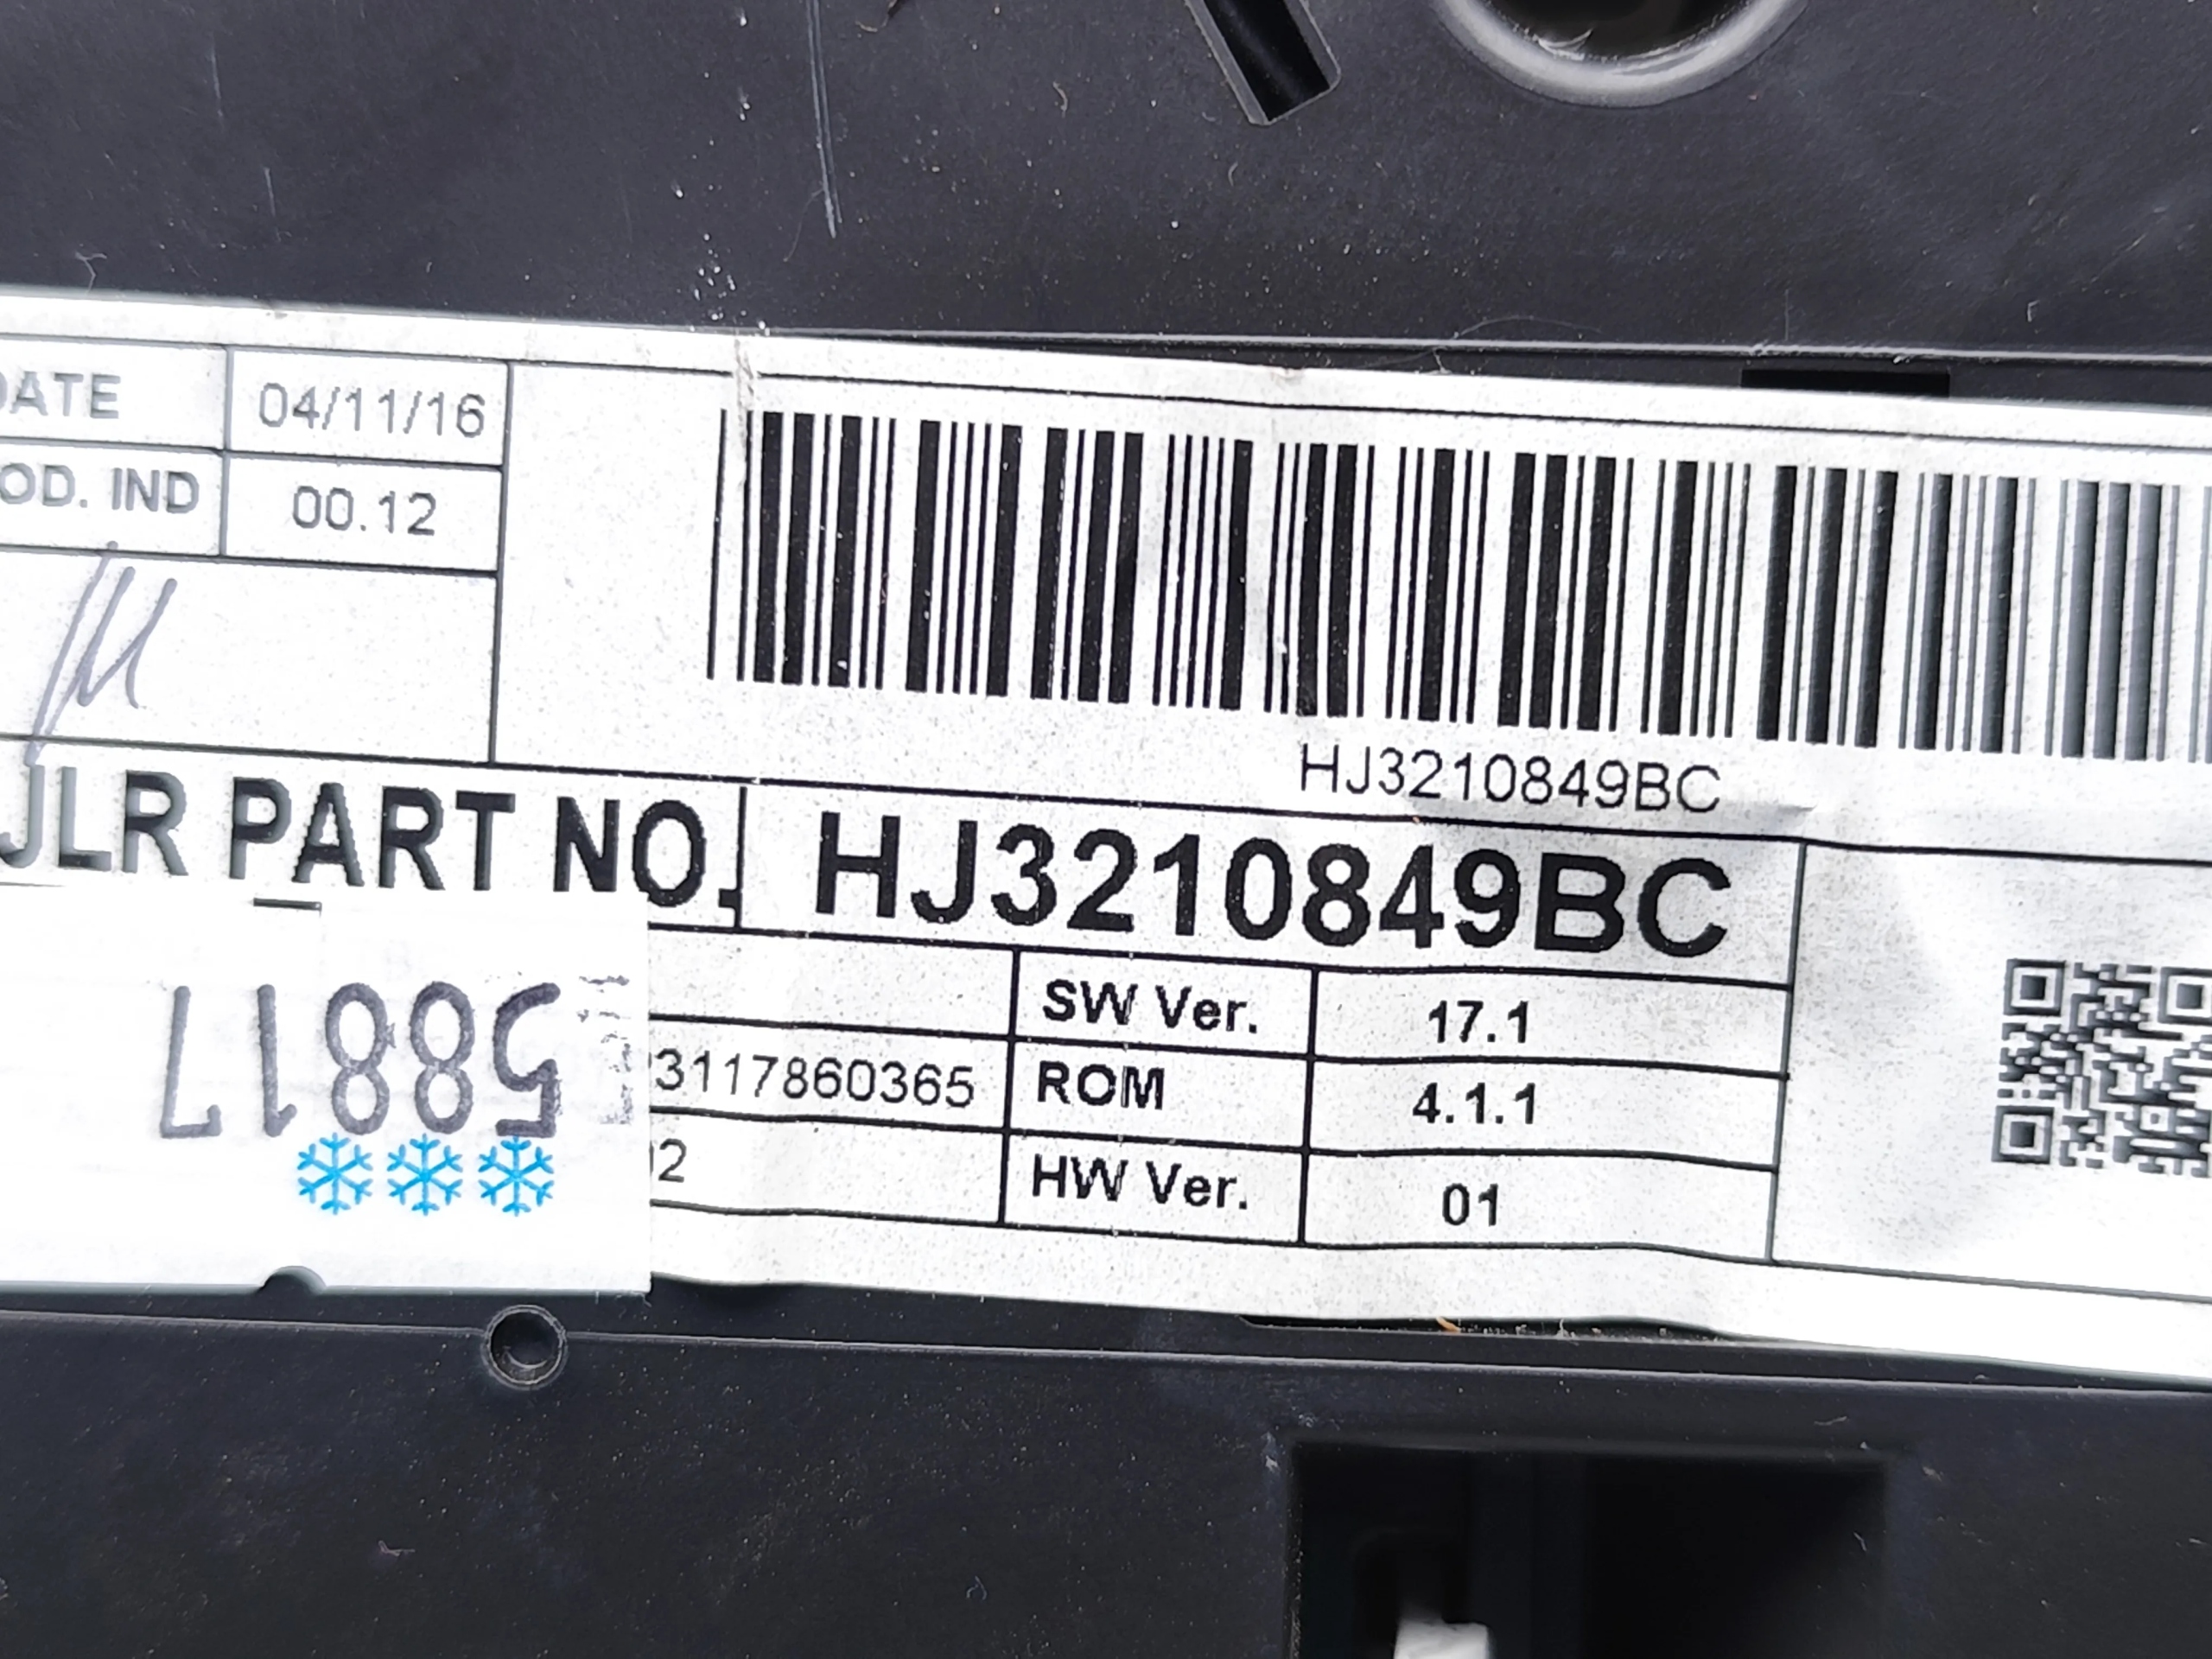 DATE 04/11/16
OD. IND 00.12
HJ3210849BC
JLR PART NO. HJ3210849BC
SW Ver. 17.1
3117860365 ROM 4.1.1
2 HW Ver. 01
58817